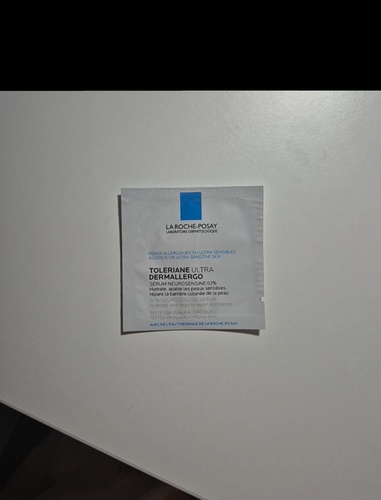 LA ROCHE-POSAY
LABORATOIRE DERMATOLOGIQUE
PEAUX ALLERGIQUES OU ULTRA-SENSIBLES
ALLERGIC OR ULTRA-SENSITIVE SKIN
TOLERIANE ULTRA
DERMALLERGO
SÉRUM NEUROSENSINE 0,1%
Hydrate, apaise les peaux sensibles,
répare la barrière cutanée de la peau
AVEC DE L'EAU THERMALE DE LA ROCHE-POSAY